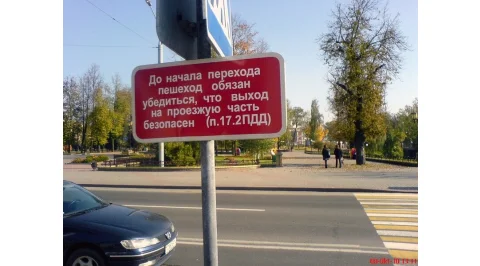 До начала перехода
пешеход обязан
убедиться, что выход
на проезжую часть
безопасен (п.17.2ПДД)